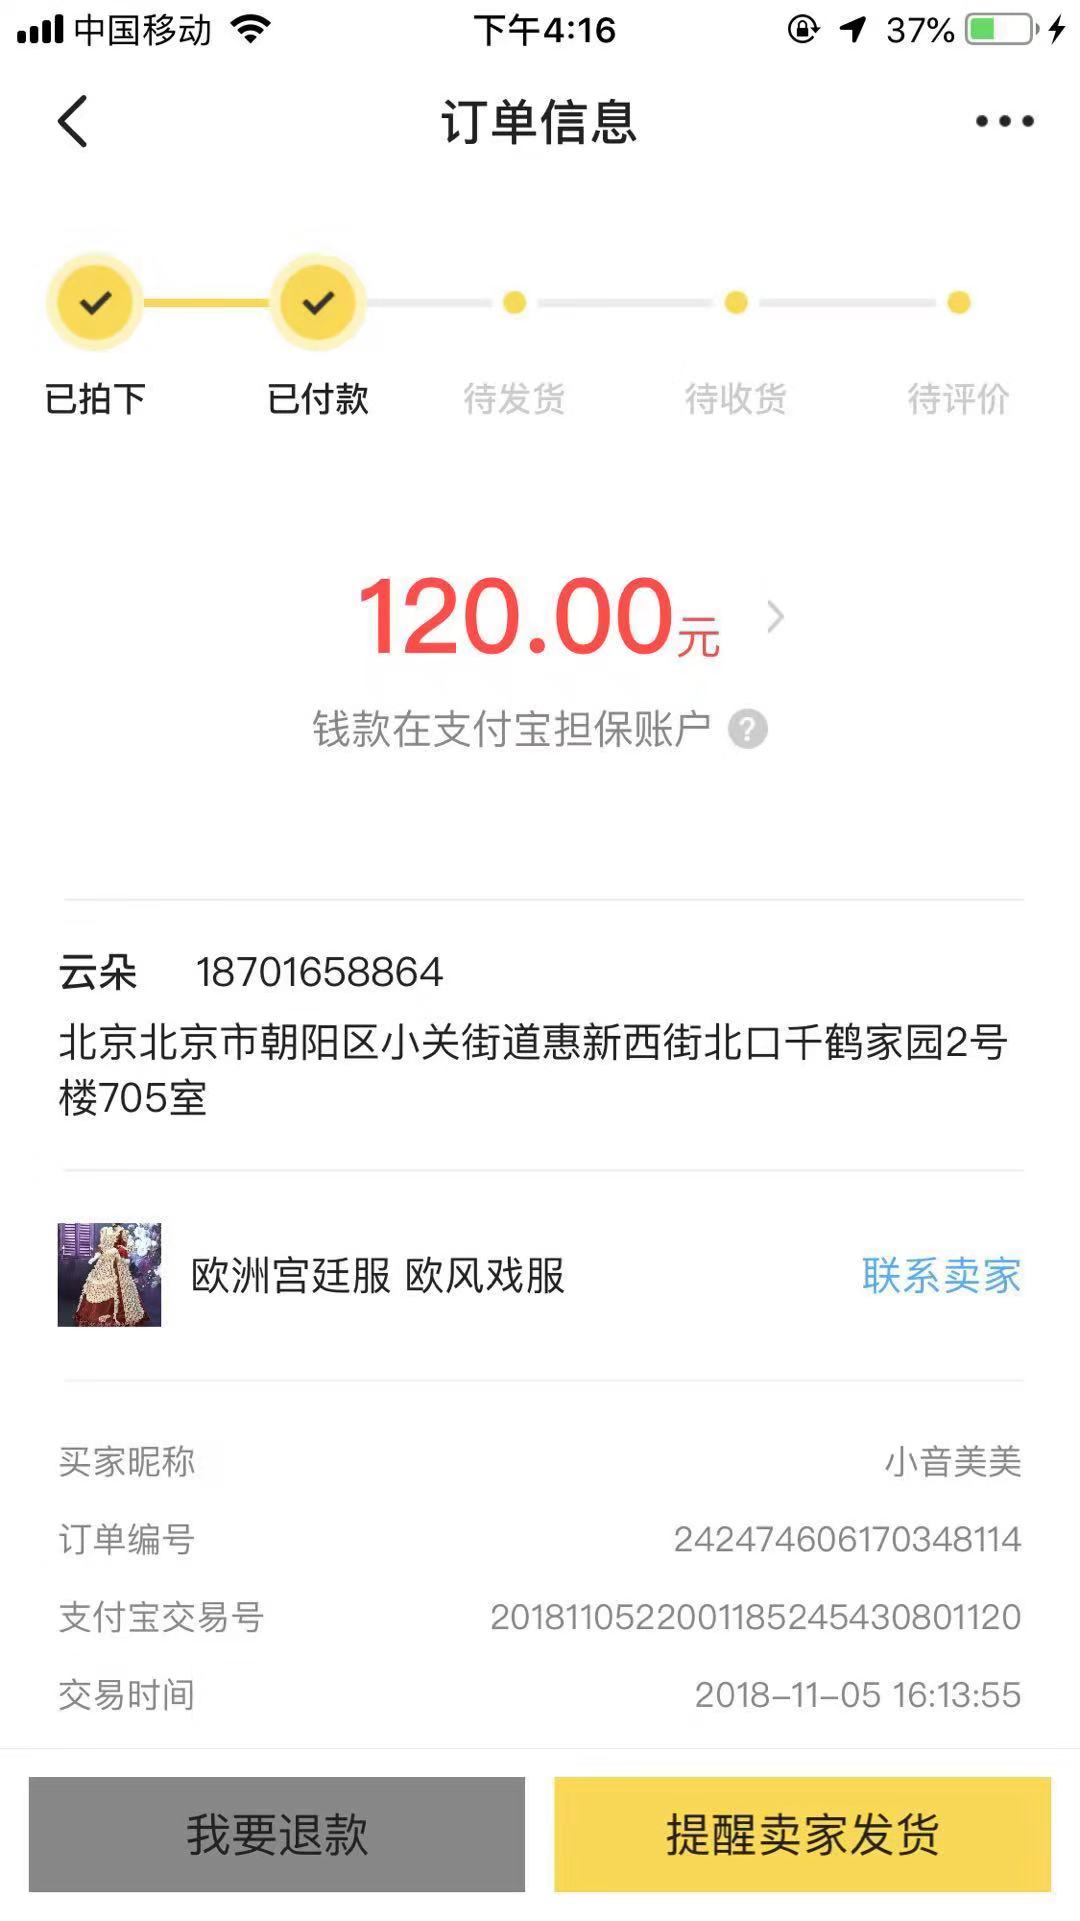 中国移动 下午4:16 37%
订单信息
已拍下 已付款 待发货 待收货 待评价
120.00元
钱款在支付宝担保账户 ?
云朵 18701658864
北京北京市朝阳区小关街道惠新西街北口千鹤家园2号
楼705室
欧洲宫廷服 欧风戏服 联系卖家
买家昵称 小音美美
订单编号 242474606170348114
支付宝交易号 2018110522001185245430801120
交易时间 2018-11-05 16:13:55
我要退款 提醒卖家发货